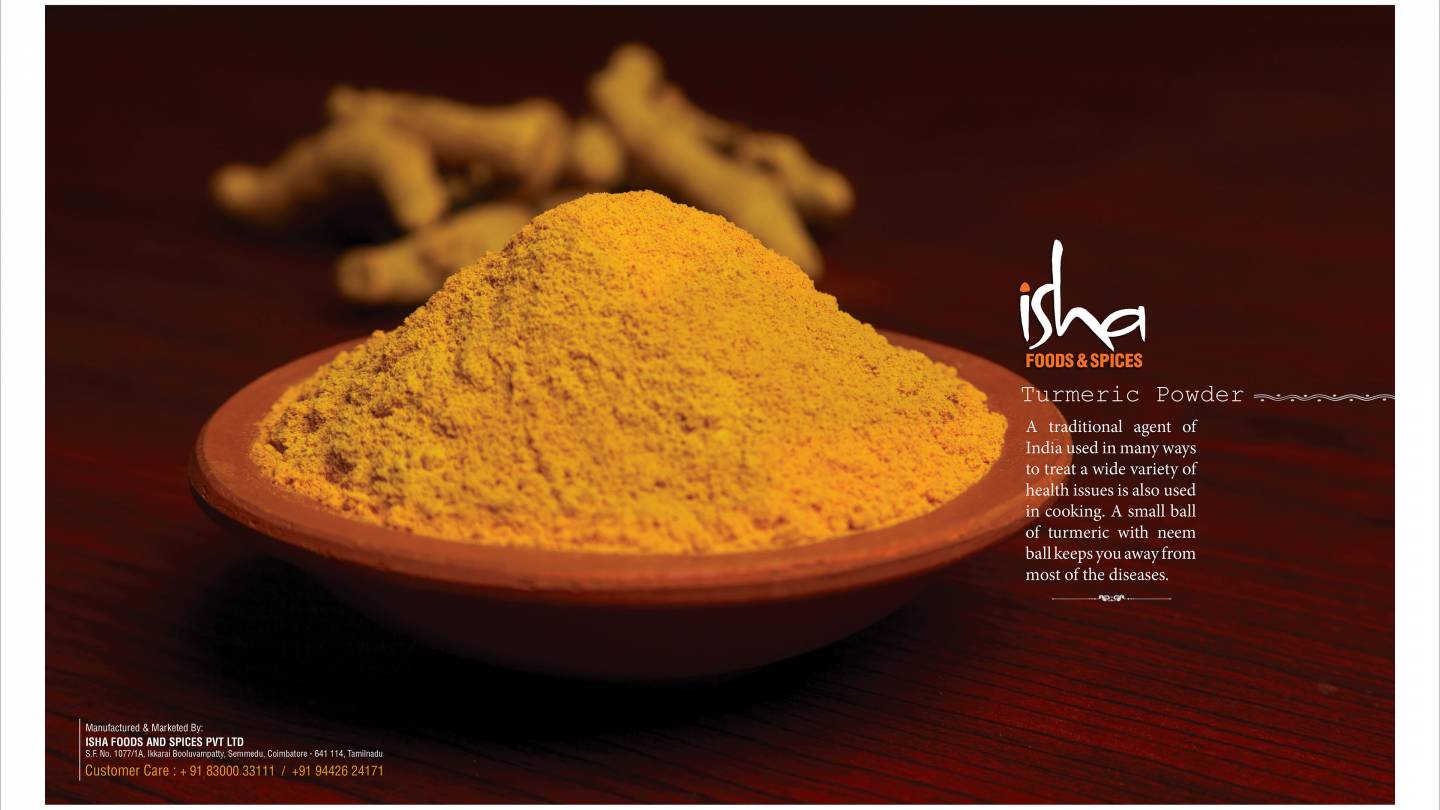 isha
FOODS & SPICES
Turmeric Powder
A traditional agent of
India used in many ways
to treat a wide variety of
health issues is also used
in cooking. A small ball
of turmeric with neem
ball keeps you away from
most of the diseases.
Manufactured & Marketed By:
ISHA FOODS AND SPICES PVT LTD
S.F. No. 1077/1A, Ikkarai Booluvampatty, Semmedu, Coimbatore - 641 114, Tamilnadu
Customer Care : + 91 83000 33111 / +91 94426 24171